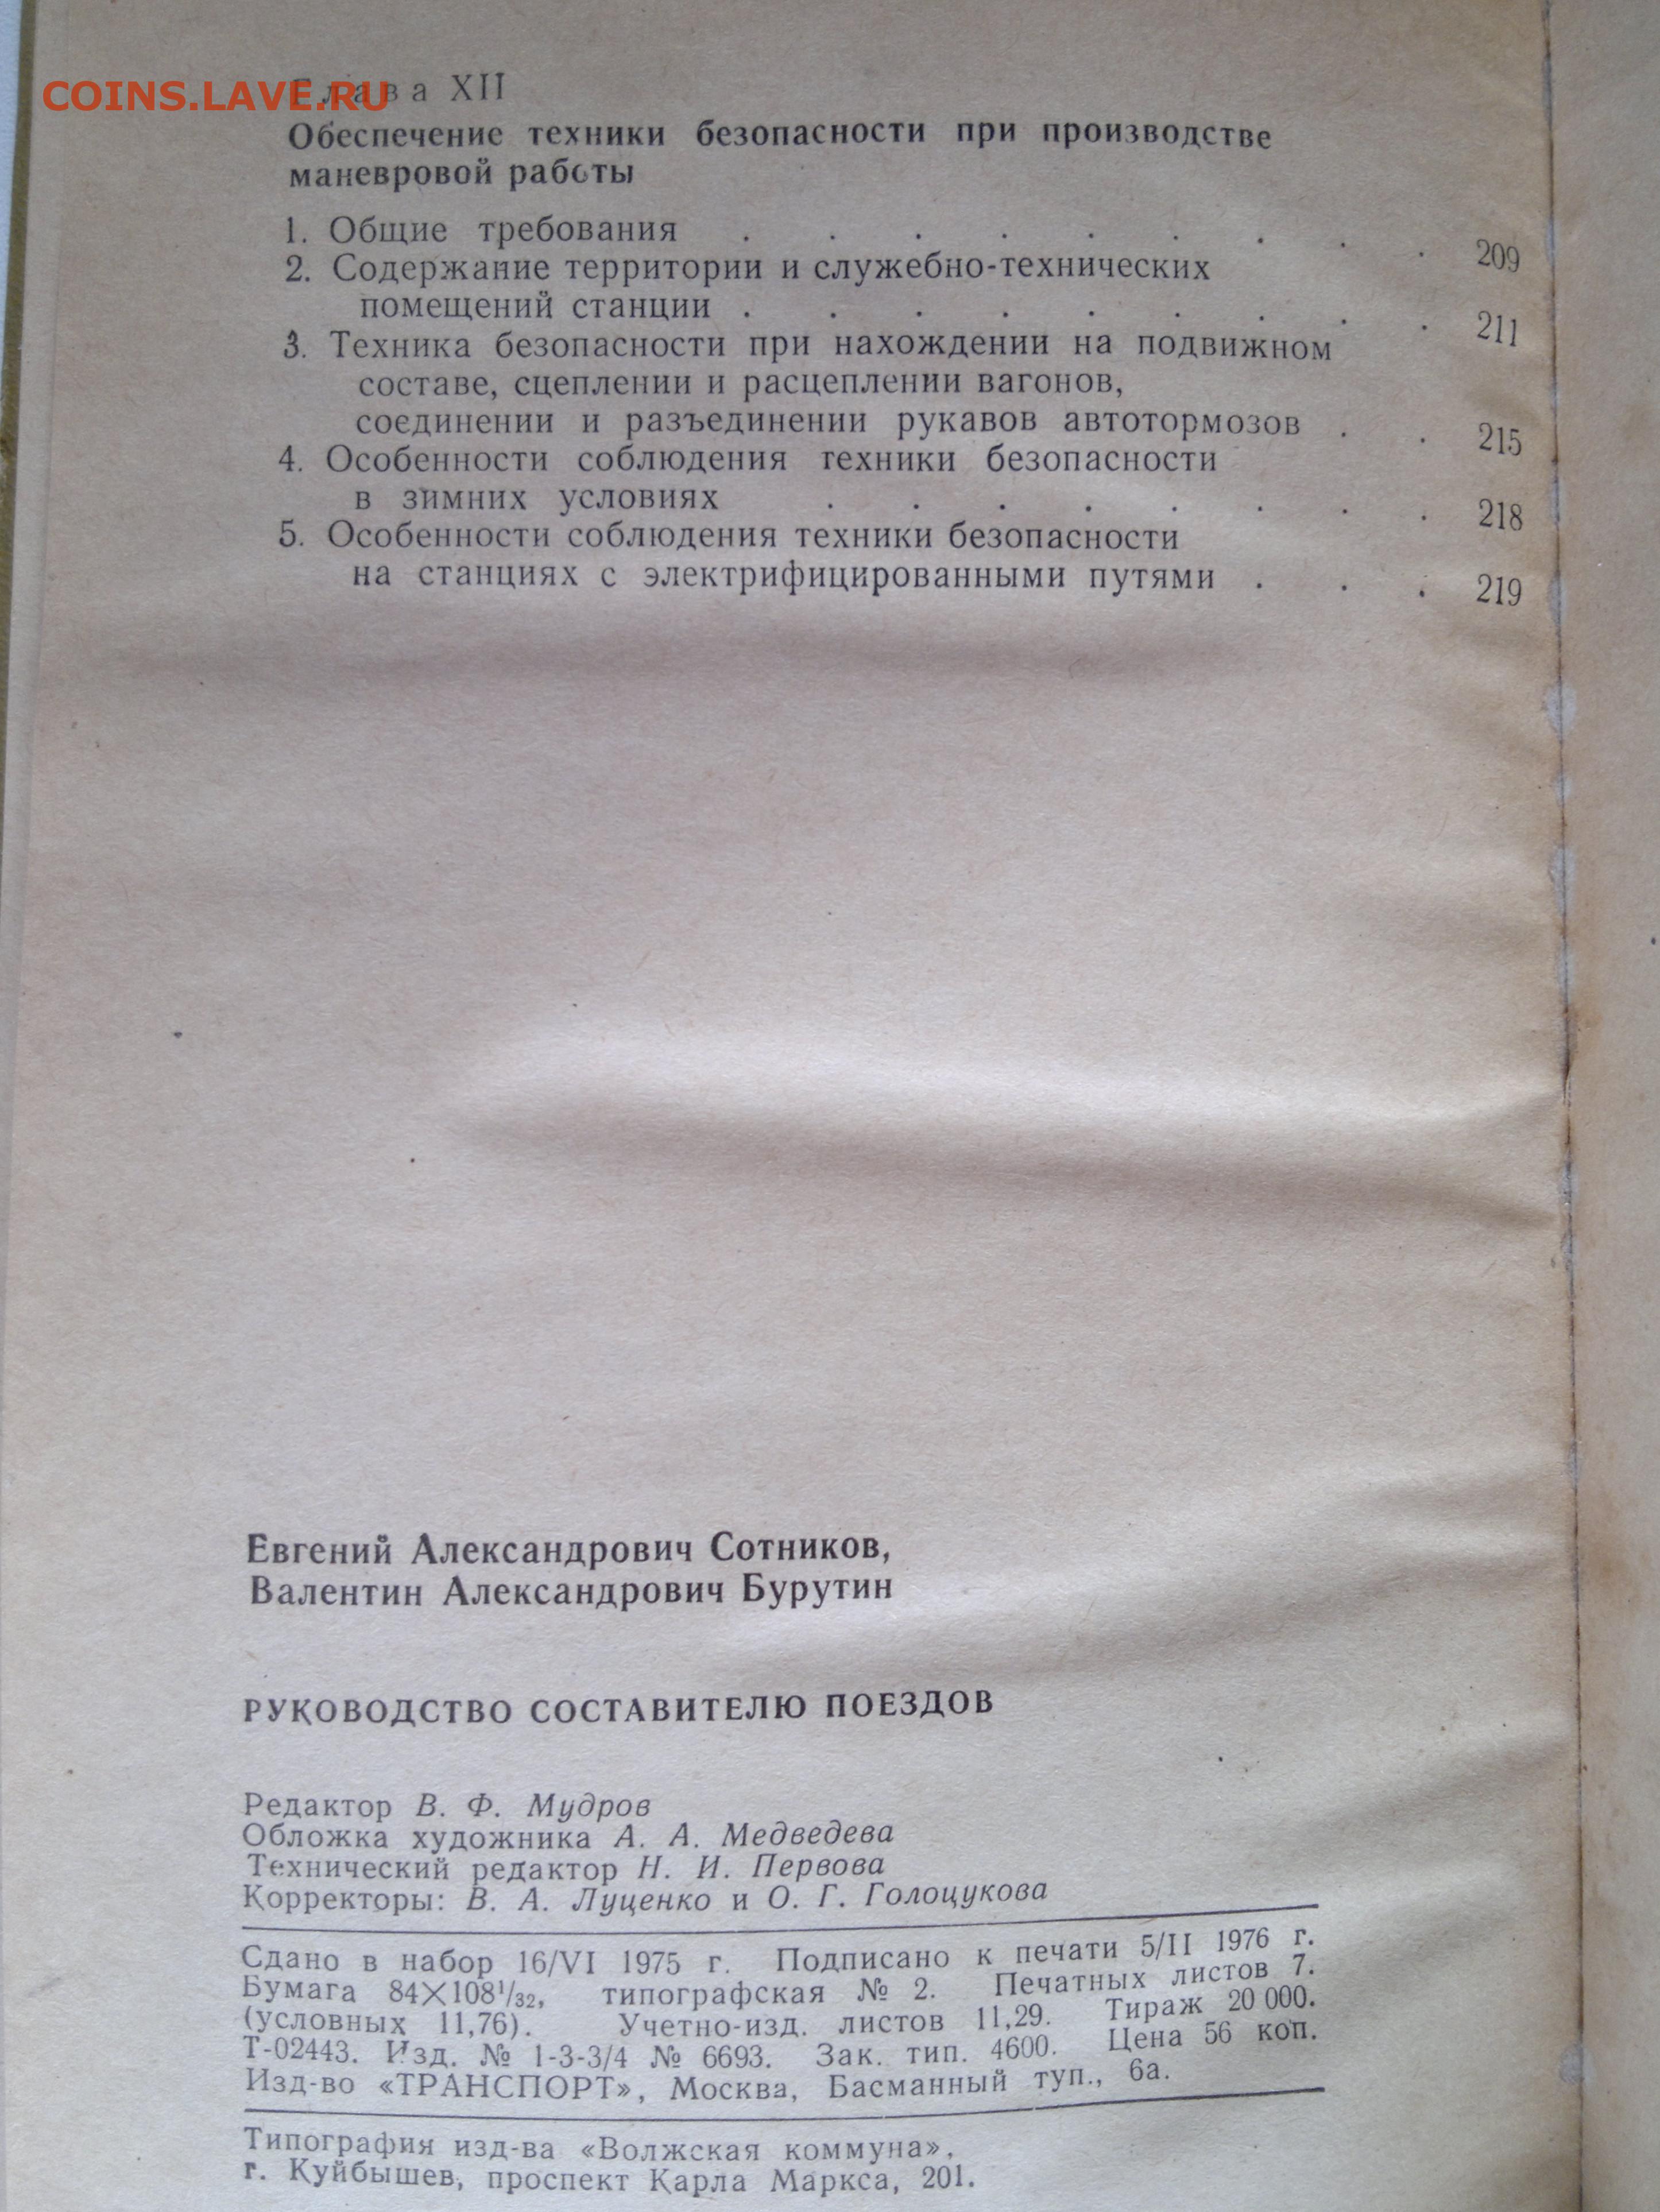 COINS.LAVE.RU
Глава XII
Обеспечение техники безопасности при производстве
маневровой работы
1. Общие требования . . . . . . . . . 209
2. Содержание территории и служебно-технических
помещений станции . . . . . . . . . 211
3. Техника безопасности при нахождении на подвижном
составе, сцеплении и расцеплении вагонов,
соединении и разъединении рукавов автотормозов . . 215
4. Особенности соблюдения техники безопасности
в зимних условиях . . . . . . . . 218
5. Особенности соблюдения техники безопасности
на станциях с электрифицированными путями . . . 219
Евгений Александрович Сотников,
Валентин Александрович Бурутин
РУКОВОДСТВО СОСТАВИТЕЛЮ ПОЕЗДОВ
Редактор В. Ф. Мудров
Обложка художника А. А. Медведева
Технический редактор Н. И. Первова
Корректоры: В. А. Луценко и О. Г. Голоцукова
Сдано в набор 16/VI 1975 г. Подписано к печати 5/II 1976 г.
Бумага 84×108¹/₃₂, типографская № 2. Печатных листов 7.
(условных 11,76). Учетно-изд. листов 11,29. Тираж 20 000.
Т-02443. Изд. № 1-3-3/4 № 6693. Зак. тип. 4600. Цена 56 коп.
Изд-во «ТРАНСПОРТ», Москва, Басманный туп., 6а.
Типография изд-ва «Волжская коммуна»,
г. Куйбышев, проспект Карла Маркса, 201.